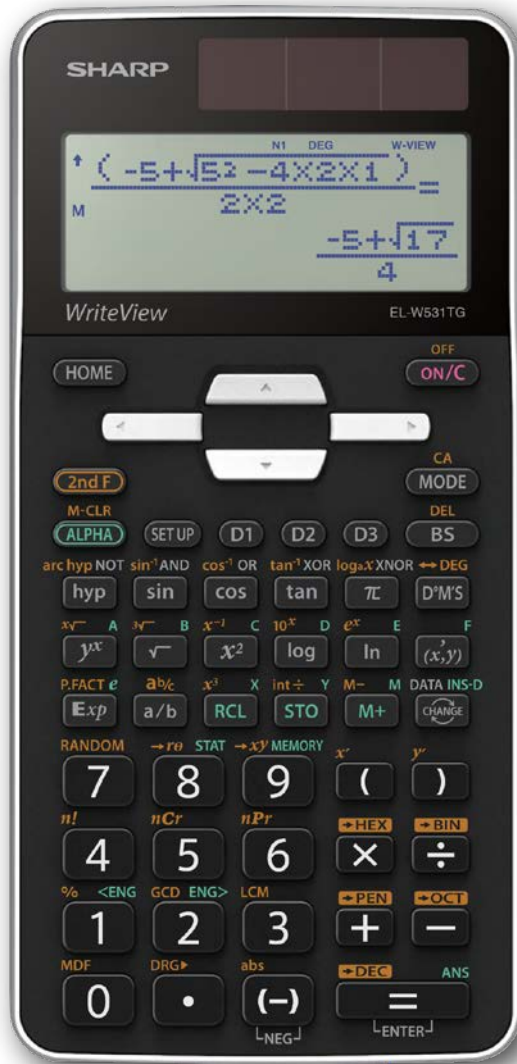 SHARP
N1 DEG W-VIEW
↑ (-5+√5²-4×2×1)
2×2 =
M
-5+√17
4
WriteView EL-W531TG
OFF
HOME ON/C
CA
2nd F MODE
M-CLR DEL
ALPHA SET UP D1 D2 D3 BS
arc hyp NOT sin⁻¹ AND cos⁻¹ OR tan⁻¹ XOR logₐx XNOR ↔DEG
hyp sin cos tan π D°M'S
ˣ√ A ³√ B x⁻¹ C 10ˣ D eˣ E F
yˣ √ x² log ln (x,y)
P.FACT e aᵇ/c x³ X int÷ Y M− M DATA INS-D
Exp a/b RCL STO M+ CHANGE
RANDOM →rθ STAT →xy MEMORY x' y'
7 8 9 ( )
n! nCr nPr →HEX →BIN
4 5 6 × ÷
% <ENG GCD ENG> LCM →PEN →OCT
1 2 3 + −
MDF DRG▸ abs →DEC ANS
0 • (−) =
NEG ENTER